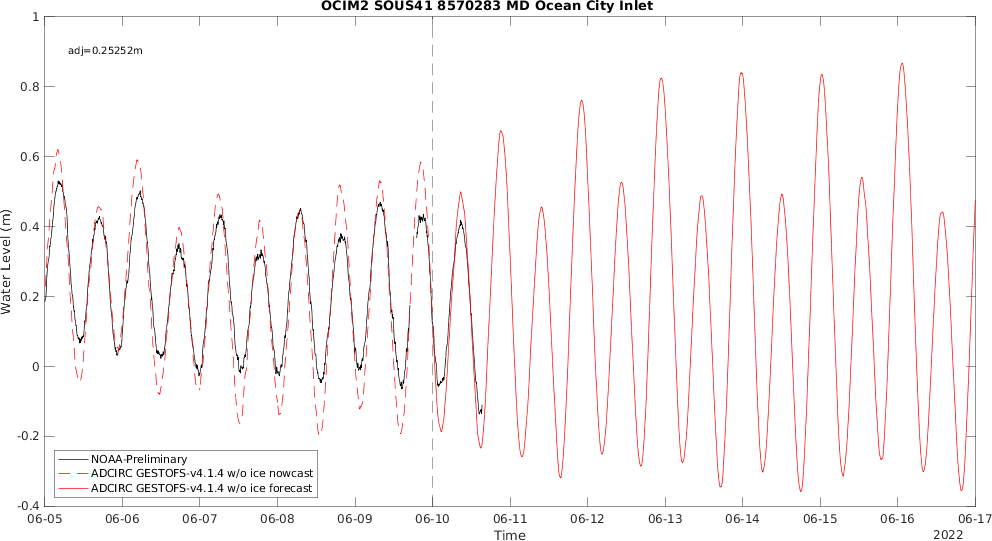 OCIM2 SOUS41 8570283 MD Ocean City Inlet
adj=0.25252m
1
0.8
0.6
0.4
0.2
0
-0.2
-0.4
Water Level (m)
NOAA-Preliminary
ADCIRC GESTOFS-v4.1.4 w/o ice nowcast
ADCIRC GESTOFS-v4.1.4 w/o ice forecast
06-05 06-06 06-07 06-08 06-09 06-10 06-11 06-12 06-13 06-14 06-15 06-16 06-17
Time
2022